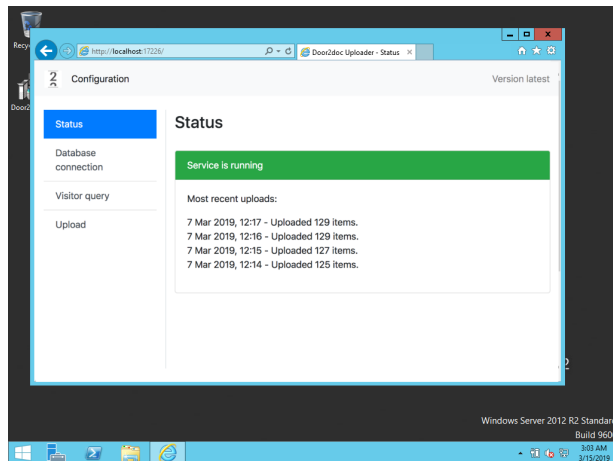 Recy
http://localhost:17226/
Door2doc Uploader - Status
Configuration
Version latest
Door2
Status
Database
connection
Visitor query
Upload
Status
Service is running
Most recent uploads:
7 Mar 2019, 12:17 - Uploaded 129 items.
7 Mar 2019, 12:16 - Uploaded 129 items.
7 Mar 2019, 12:15 - Uploaded 127 items.
7 Mar 2019, 12:14 - Uploaded 125 items.
Windows Server 2012 R2 Standar
Build 960
3:03 AM
3/15/2019